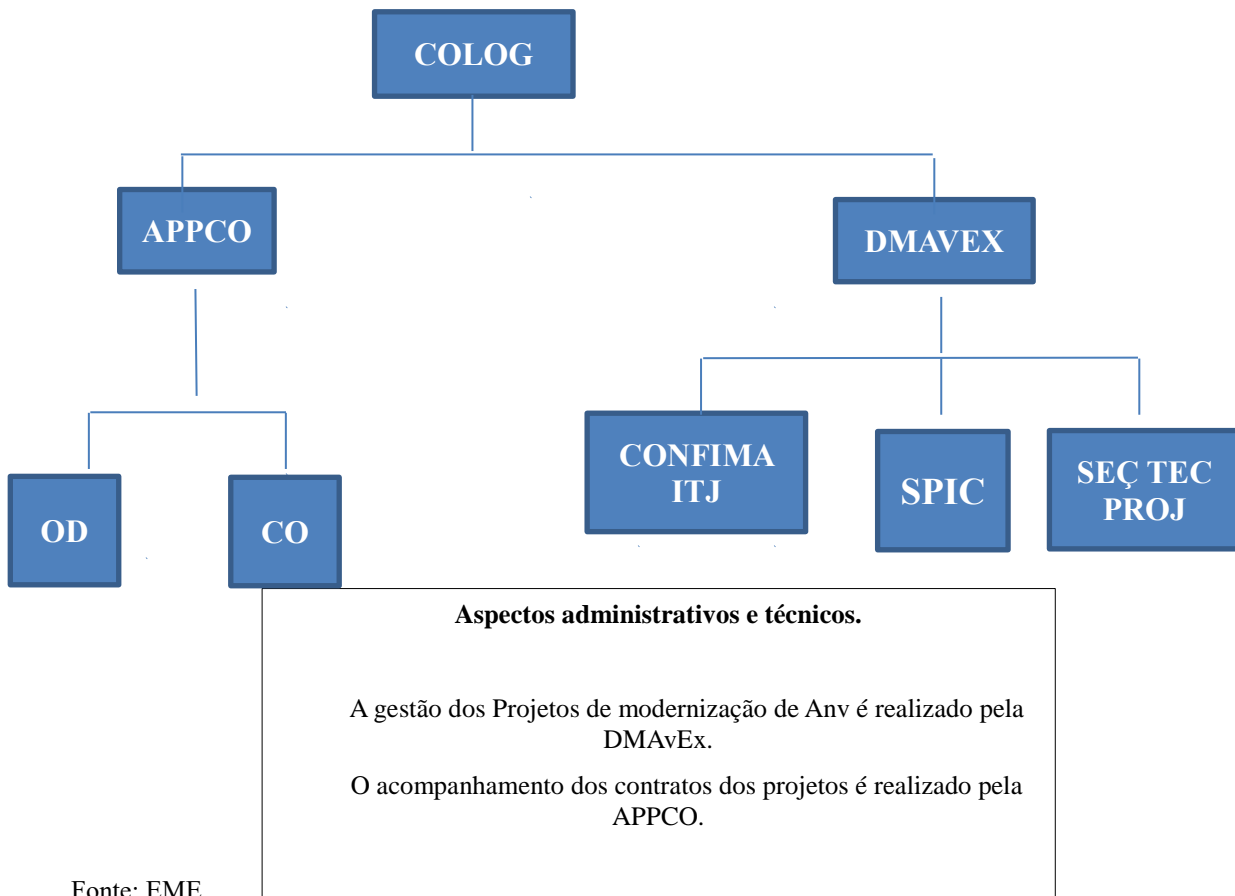 COLOG
APPCO
DMAVEX
CONFIMA
ITJ
SPIC
SEÇ TEC
PROJ
OD
CO
Aspectos administrativos e técnicos.
A gestão dos Projetos de modernização de Anv é realizado pela
DMAvEx.
O acompanhamento dos contratos dos projetos é realizado pela
APPCO.
Fonte: EME